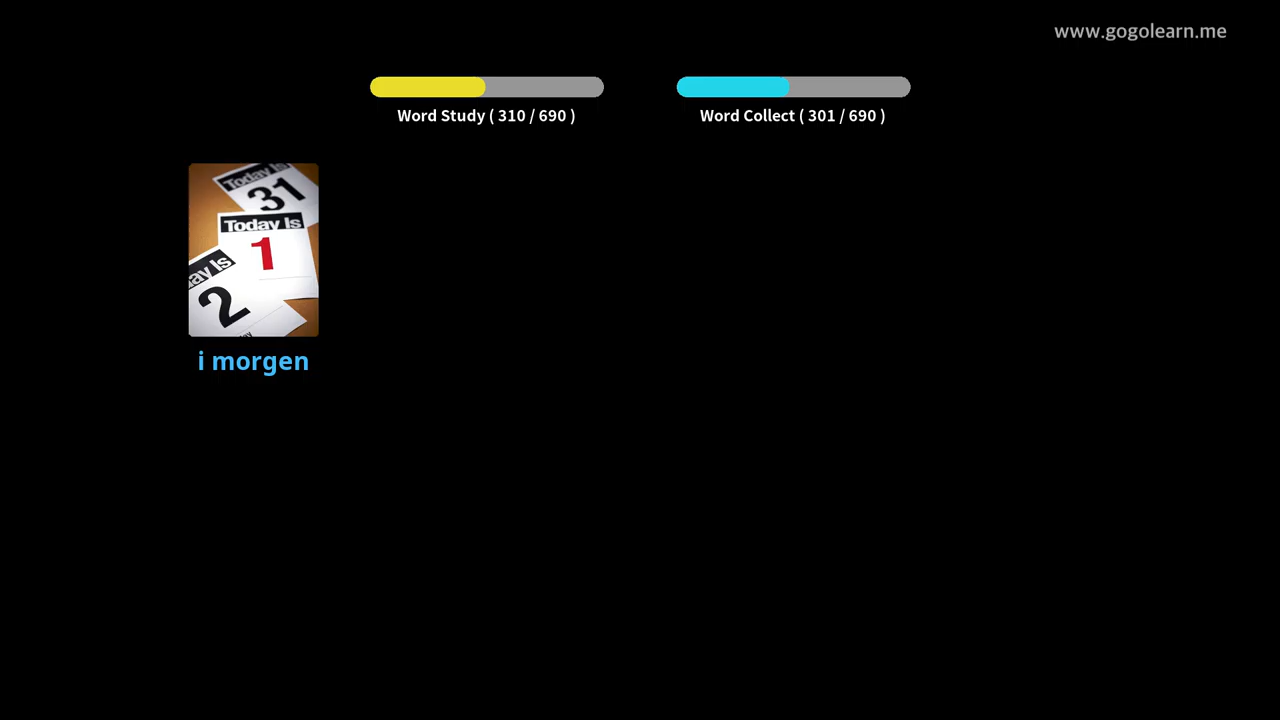 www.gogolearn.me
Word Study ( 310 / 690 )
Word Collect ( 301 / 690 )
Today Is
31
Today Is
1
ay Is
2
i morgen